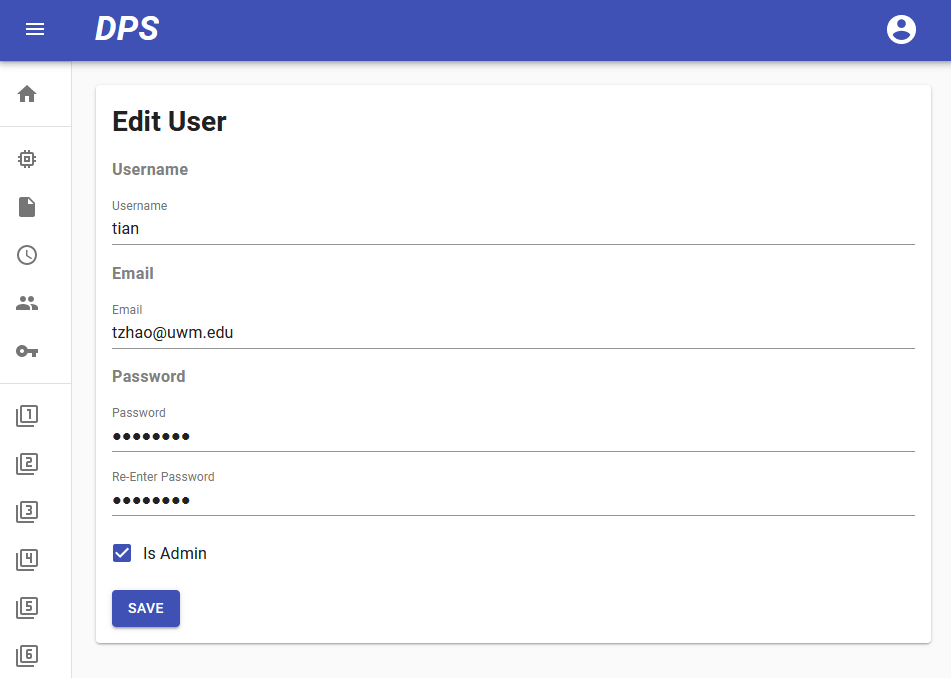 DPS
Edit User
Username
Username
tian
Email
Email
tzhao@uwm.edu
Password
Password
••••••••
Re-Enter Password
••••••••
Is Admin
SAVE
1
2
3
4
5
6